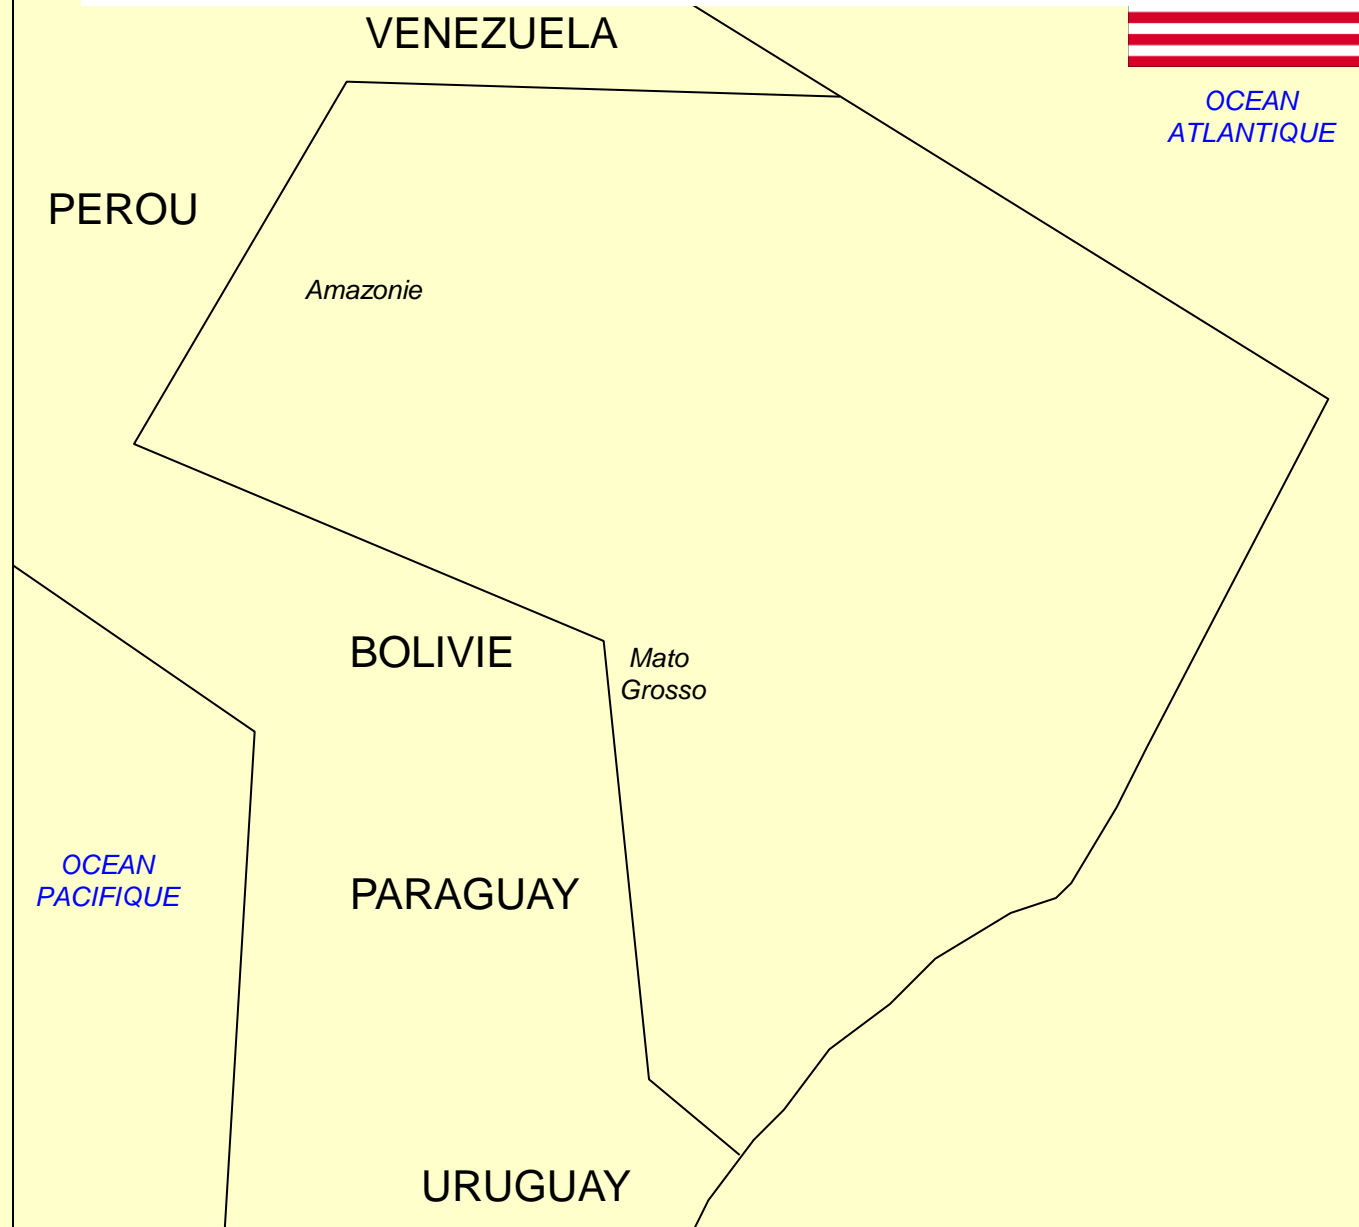 VENEZUELA
OCEAN
ATLANTIQUE
PEROU
Amazonie
BOLIVIE
Mato
Grosso
OCEAN
PACIFIQUE
PARAGUAY
URUGUAY